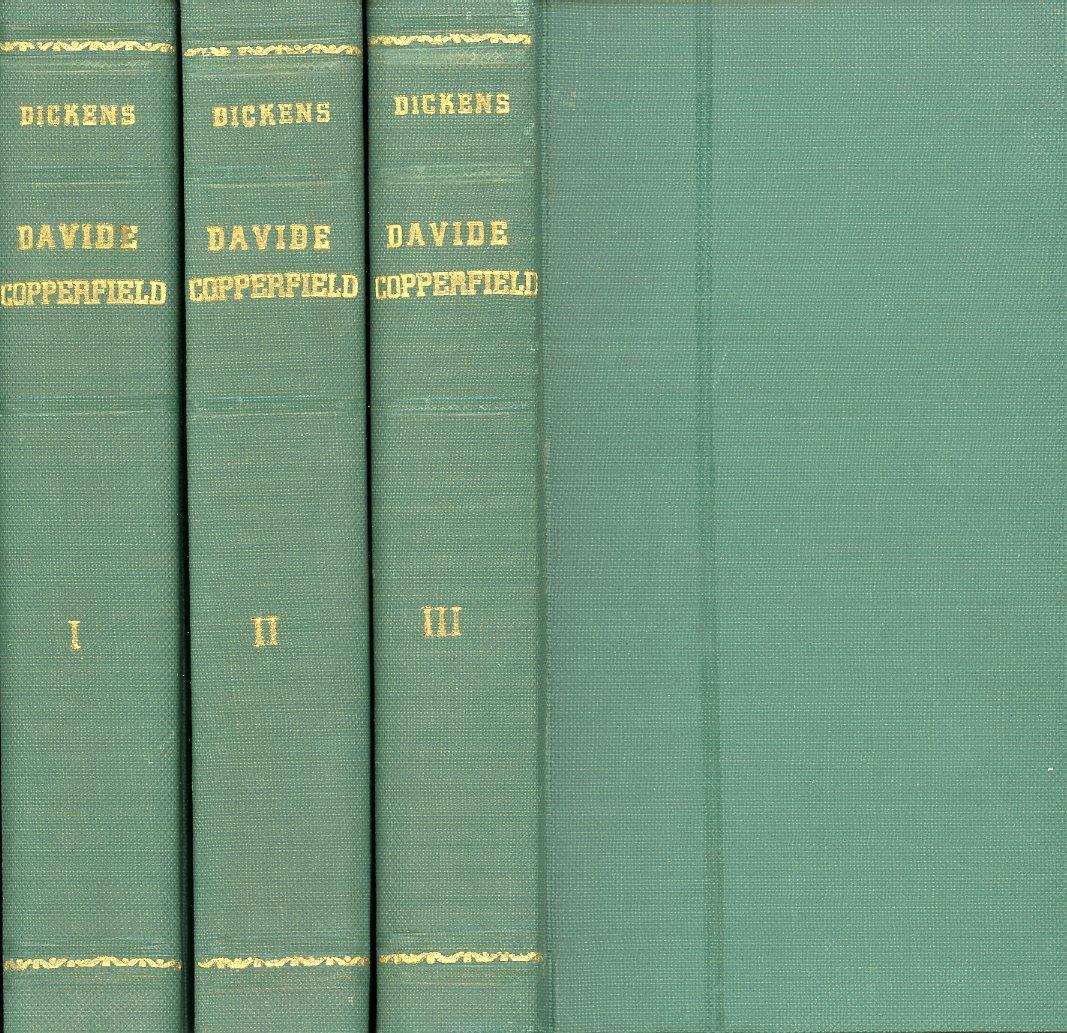 DICKENS
DAVIDE
COPPERFIELD
I
DICKENS
DAVIDE
COPPERFIELD
II
DICKENS
DAVIDE
COPPERFIELD
III